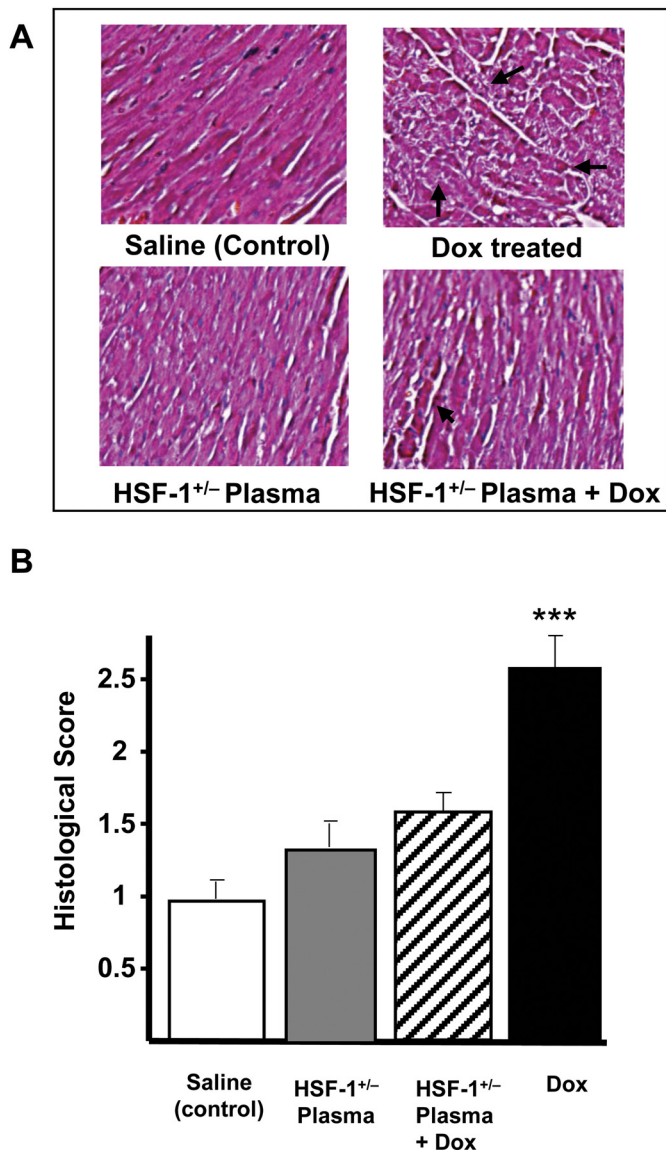 A
Saline (Control)
Dox treated
HSF-1+/– Plasma
HSF-1+/– Plasma + Dox
B
***
2.5
2
1.5
1
0.5
Histological Score
Saline
(control)
HSF-1+/–
Plasma
HSF-1+/–
Plasma
+ Dox
Dox